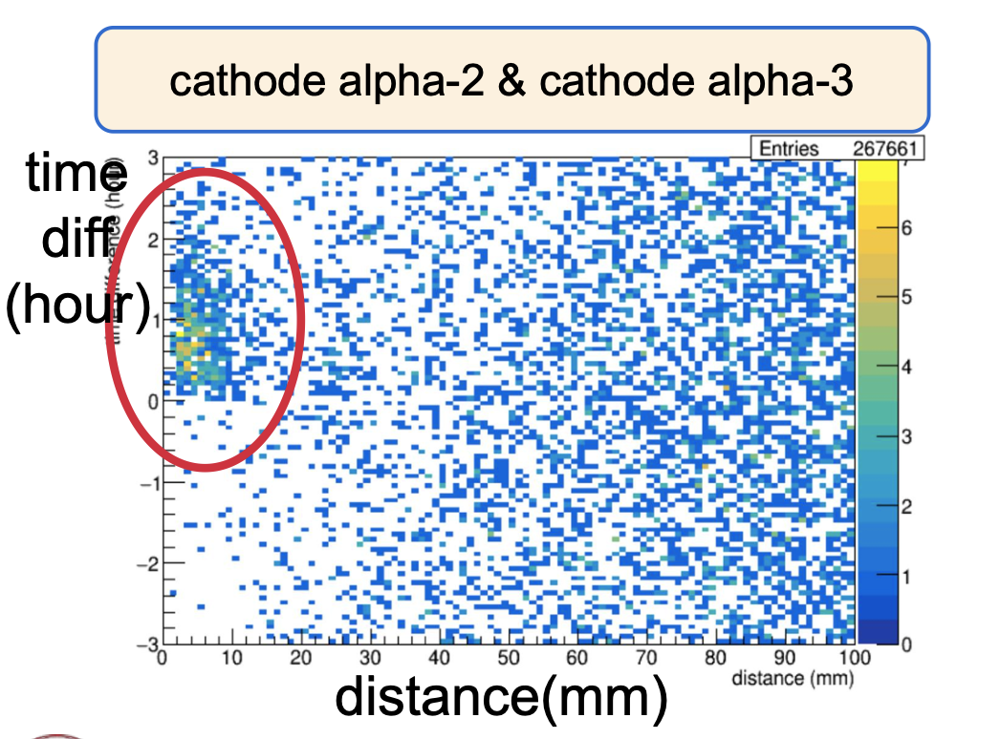 cathode alpha-2 & cathode alpha-3
Entries 267661
time
diff
(hour)
3
2
1
0
−1
−2
−3
0 10 20 30 40 50 60 70 80 90 100
distance (mm)
distance(mm)
6
5
4
3
2
1
0